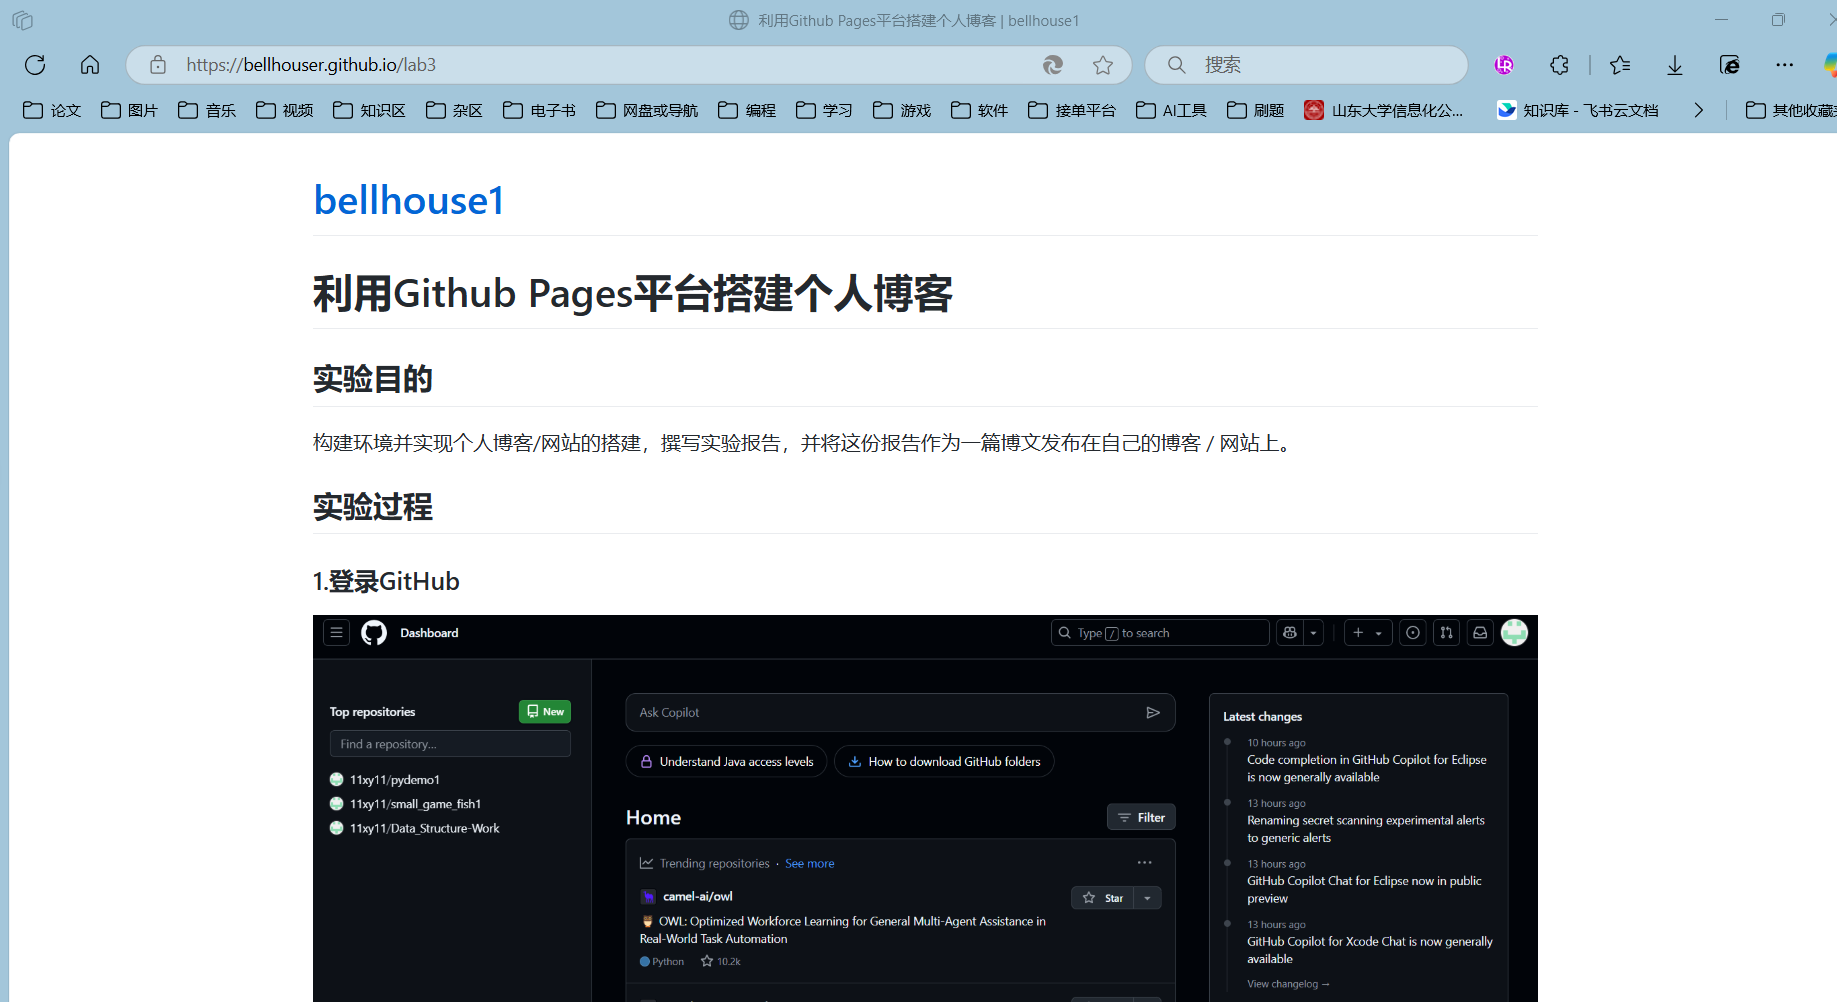 利用Github Pages平台搭建个人博客 | bellhouse1
https://bellhouser.github.io/lab3
搜索
论文 图片 音乐 视频 知识区 杂区 电子书 网盘或导航 编程 学习 游戏 软件 接单平台 AI工具 刷题 山东大学信息化公... 知识库 - 飞书云文档 其他收藏
bellhouse1
利用Github Pages平台搭建个人博客
实验目的
构建环境并实现个人博客/网站的搭建，撰写实验报告，并将这份报告作为一篇博文发布在自己的博客 / 网站上。
实验过程
1.登录GitHub
Dashboard
Type / to search
Top repositories
New
Find a repository...
11xy11/pydemo1
11xy11/small_game_fish1
11xy11/Data_Structure-Work
Ask Copilot
Understand Java access levels
How to download GitHub folders
Home
Filter
Trending repositories · See more
camel-ai/owl
Star
OWL: Optimized Workforce Learning for General Multi-Agent Assistance in
Real-World Task Automation
Python
10.2k
Latest changes
10 hours ago
Code completion in GitHub Copilot for Eclipse
is now generally available
13 hours ago
Renaming secret scanning experimental alerts
to generic alerts
13 hours ago
GitHub Copilot Chat for Eclipse now in public
preview
13 hours ago
GitHub Copilot for Xcode Chat is now generally
available
View changelog →